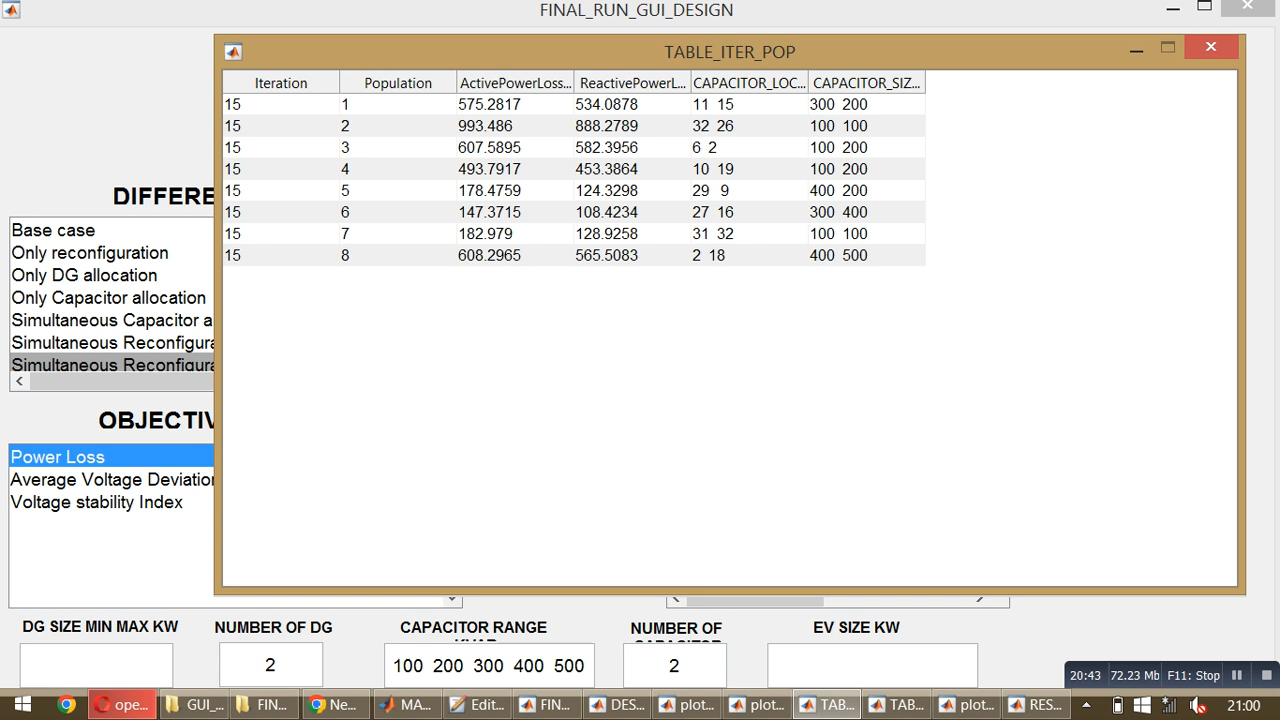 FINAL_RUN_GUI_DESIGN
TABLE_ITER_POP
Iteration Population ActivePowerLoss... ReactivePowerL... CAPACITOR_LOC... CAPACITOR_SIZ...
15 1 575.2817 534.0878 11 15 300 200
15 2 993.486 888.2789 32 26 100 100
15 3 607.5895 582.3956 6 2 100 200
15 4 493.7917 453.3864 10 19 100 200
15 5 178.4759 124.3298 29 9 400 200
15 6 147.3715 108.4234 27 16 300 400
15 7 182.979 128.9258 31 32 100 100
15 8 608.2965 565.5083 2 18 400 500
DIFFERE
Base case
Only reconfiguration
Only DG allocation
Only Capacitor allocation
Simultaneous Capacitor a
Simultaneous Reconfigura
Simultaneous Reconfigura
OBJECTIV
Power Loss
Average Voltage Deviation
Voltage stability Index
DG SIZE MIN MAX KW NUMBER OF DG CAPACITOR RANGE KVAR NUMBER OF CAPACITOR EV SIZE KW
2 100 200 300 400 500 2
20:43 72.23 Mb F11: Stop
ope... GUI_... FIN... Ne... MA... Edit... FIN... DES... plot... plot... TAB... TAB... plot... RES... 21:00